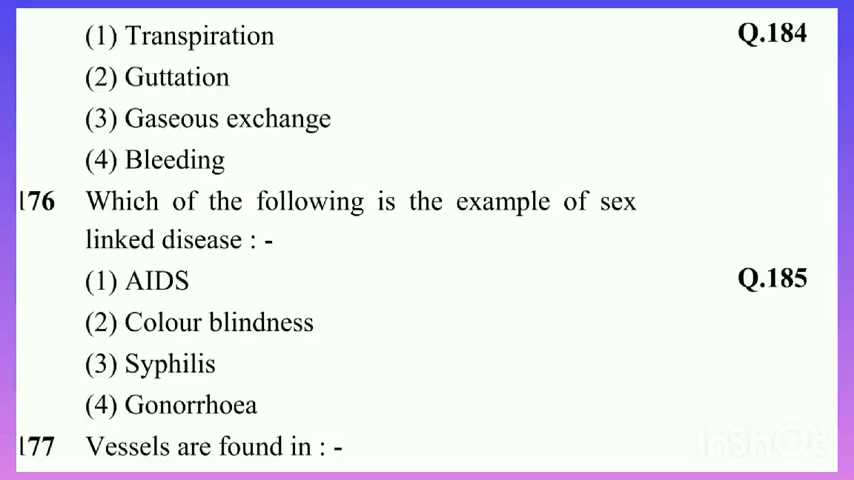 (1) Transpiration
(2) Guttation
(3) Gaseous exchange
(4) Bleeding
176 Which of the following is the example of sex
linked disease : -
(1) AIDS
(2) Colour blindness
(3) Syphilis
(4) Gonorrhoea
177 Vessels are found in : -
Q.184
Q.185
InShOt